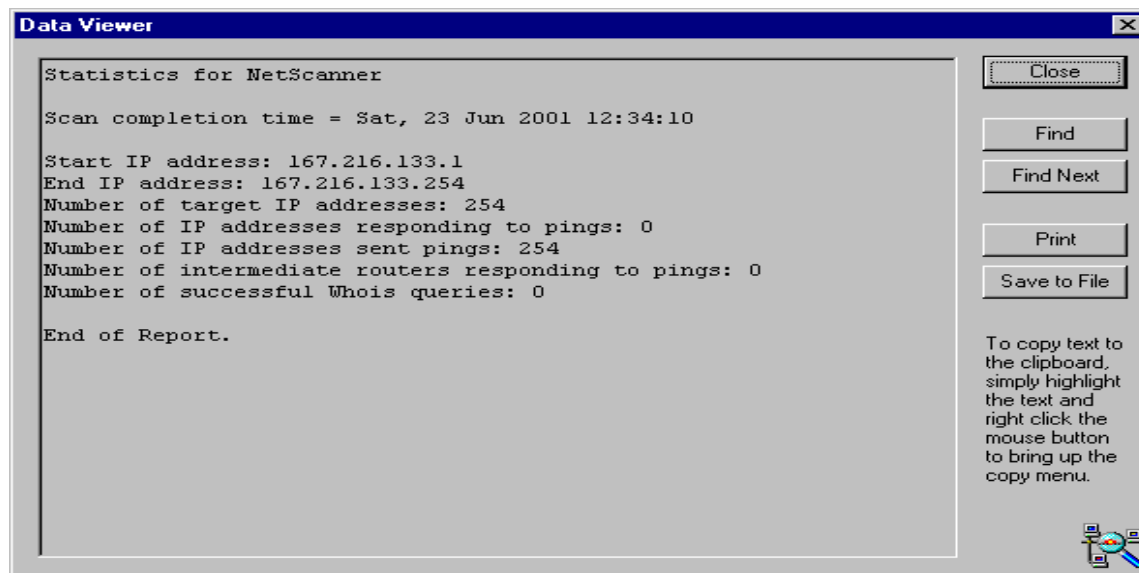 Data Viewer
Statistics for NetScanner
Scan completion time = Sat, 23 Jun 2001 12:34:10
Start IP address: 167.216.133.1
End IP address: 167.216.133.254
Number of target IP addresses: 254
Number of IP addresses responding to pings: 0
Number of IP addresses sent pings: 254
Number of intermediate routers responding to pings: 0
Number of successful Whois queries: 0
End of Report.
Close
Find
Find Next
Print
Save to File
To copy text to
the clipboard,
simply highlight
the text and
right click the
mouse button
to bring up the
copy menu.